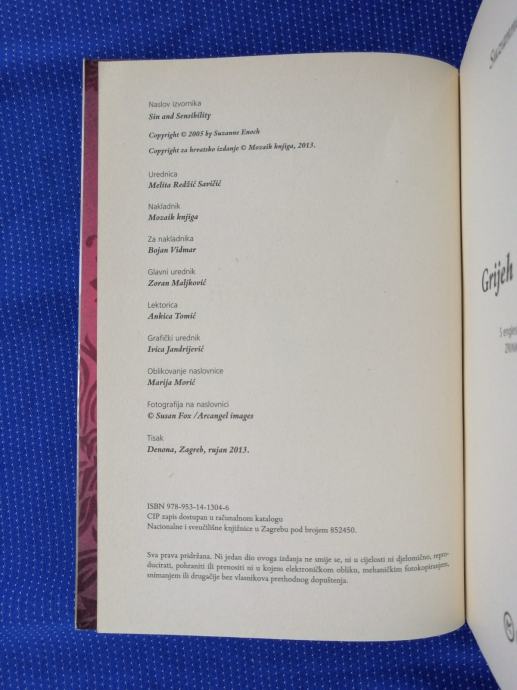 Naslov izvornika
Sin and Sensibility
Copyright © 2005 by Suzanne Enoch
Copyright za hrvatsko izdanje © Mozaik knjiga, 2013.
Urednica
Melita Redžić Savičić
Nakladnik
Mozaik knjiga
Za nakladnika
Bojan Vidmar
Glavni urednik
Zoran Maljković
Lektorica
Ankica Tomić
Grafički urednik
Ivica Jandrijević
Oblikovanje naslovnice
Marija Morić
Fotografija na naslovnici
© Susan Fox /Arcangel images
Tisak
Denona, Zagreb, rujan 2013.
ISBN 978-953-14-1304-6
CIP zapis dostupan u računalnom katalogu
Nacionalne i sveučilišne knjižnice u Zagrebu pod brojem 852450.
Sva prava pridržana. Ni jedan dio ovoga izdanja ne smije se, ni u cijelosti ni djelomično, repro-
ducirati, pohraniti ili prenositi ni u kojem elektroničkom obliku, mehaničkim fotokopiranjem,
snimanjem ili drugačije bez vlasnikova prethodnog dopuštenja.
Grijeh